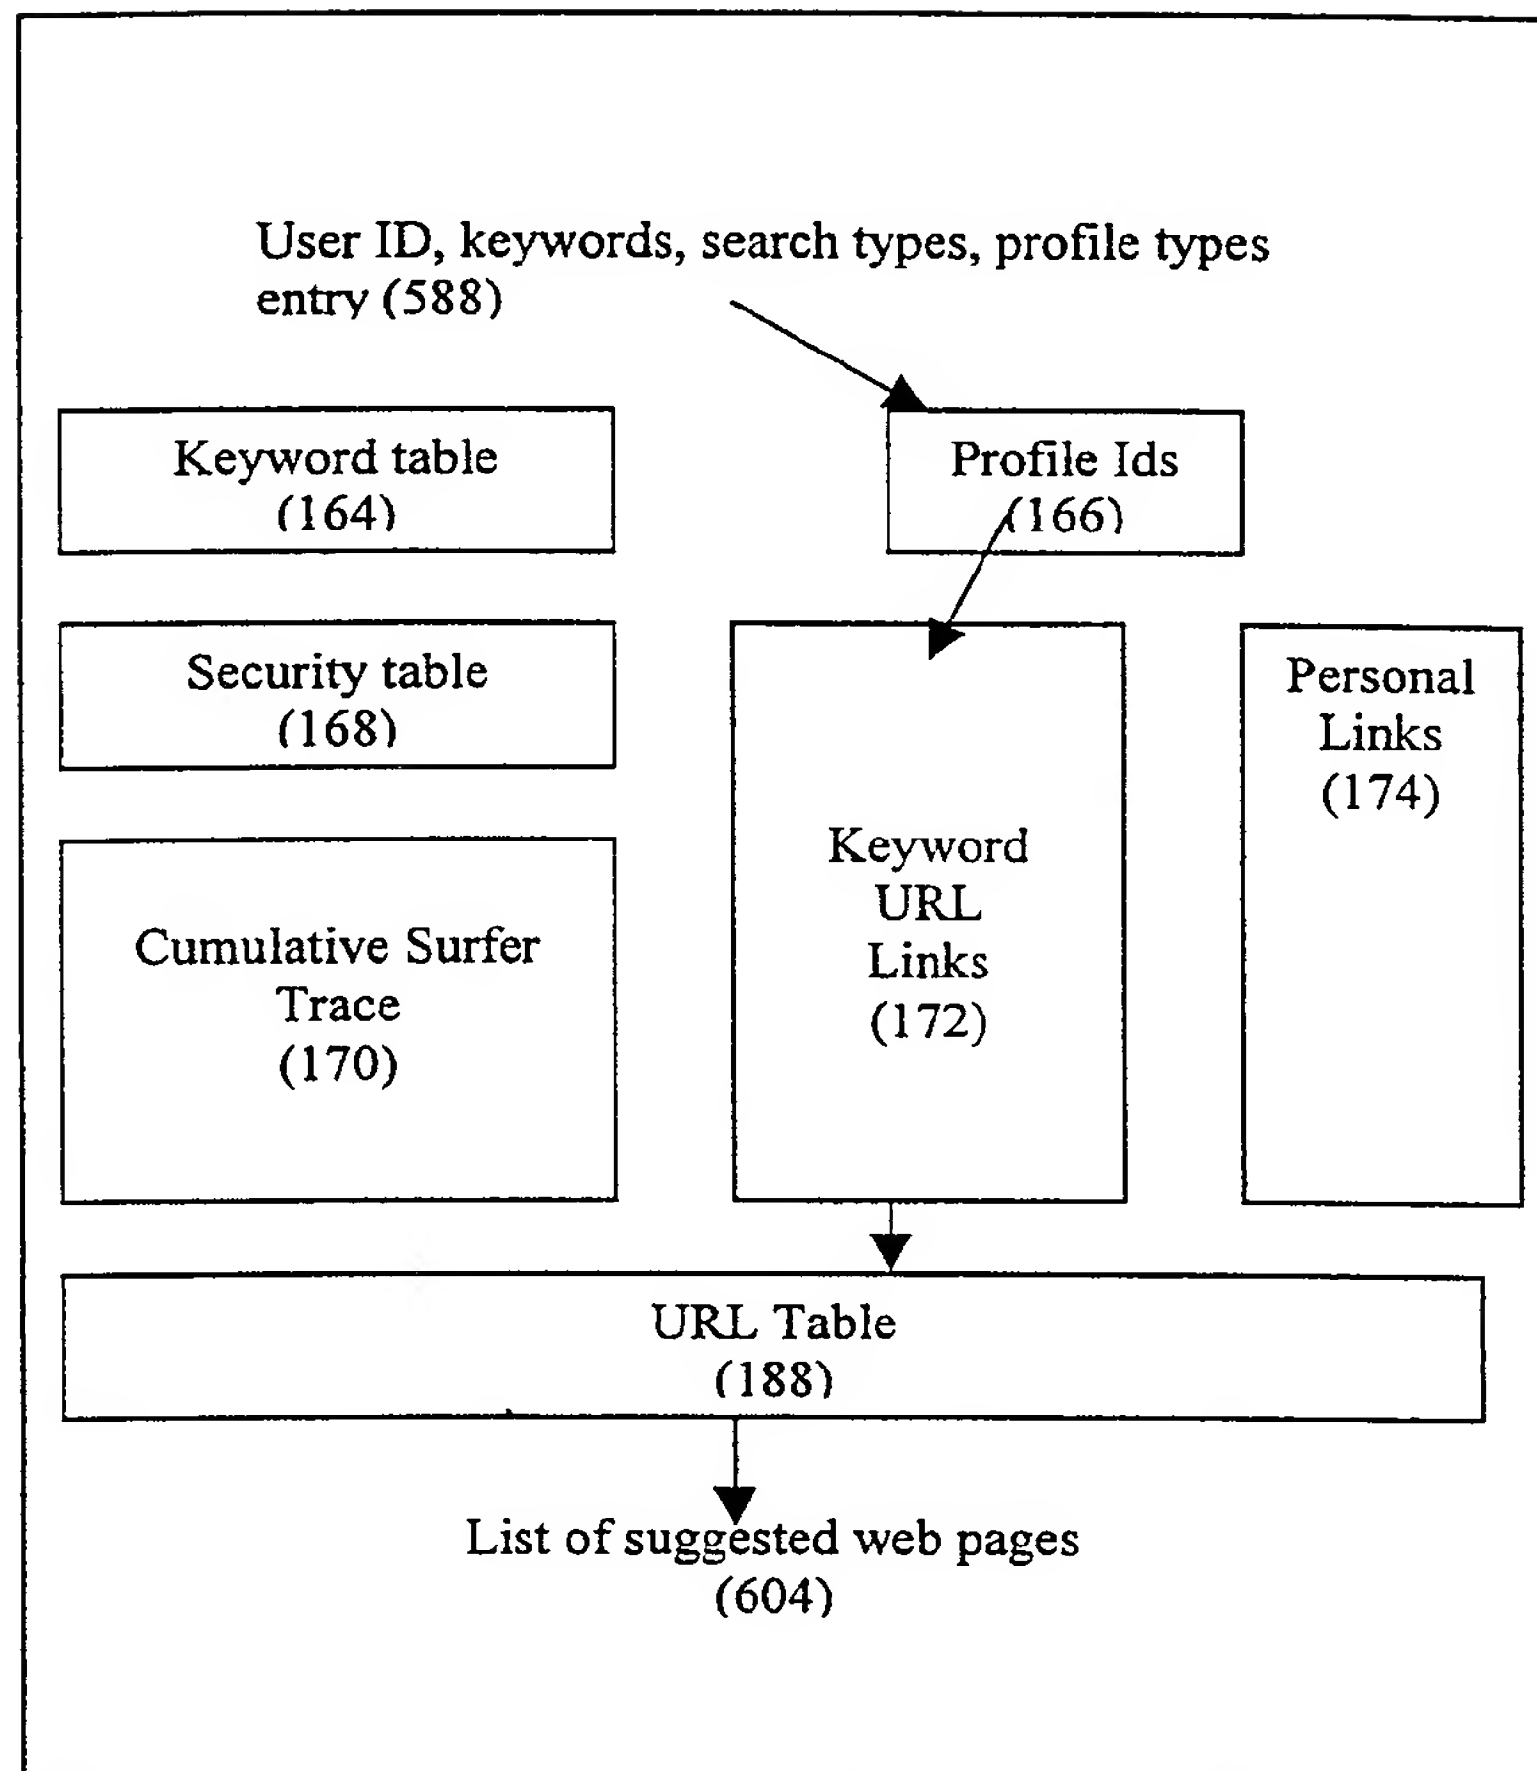 User ID, keywords, search types, profile types
entry (588)
Keyword table
(164)
Profile Ids
(166)
Security table
(168)
Personal
Links
(174)
Keyword
URL
Links
(172)
Cumulative Surfer
Trace
(170)
URL Table
(188)
List of suggested web pages
(604)